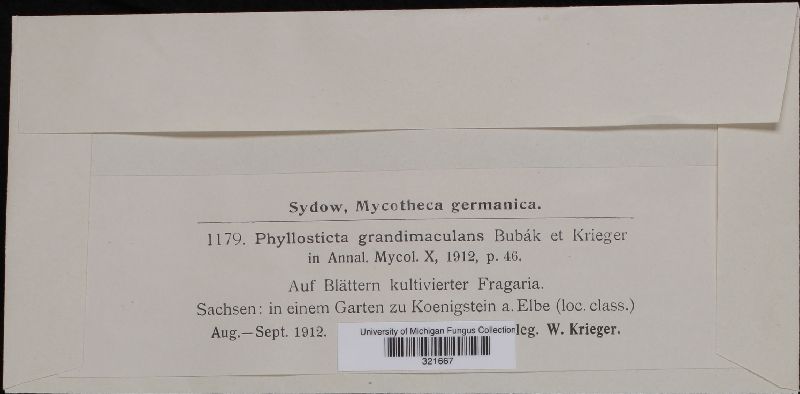 Sydow, Mycotheca germanica.
1179. Phyllosticta grandimaculans Bubák et Krieger
in Annal. Mycol. X, 1912, p. 46.
Auf Blättern kultivierter Fragaria.
Sachsen: in einem Garten zu Koenigstein a. Elbe (loc. class.)
Aug.—Sept. 1912. leg. W. Krieger.
University of Michigan Fungus Collection
321667